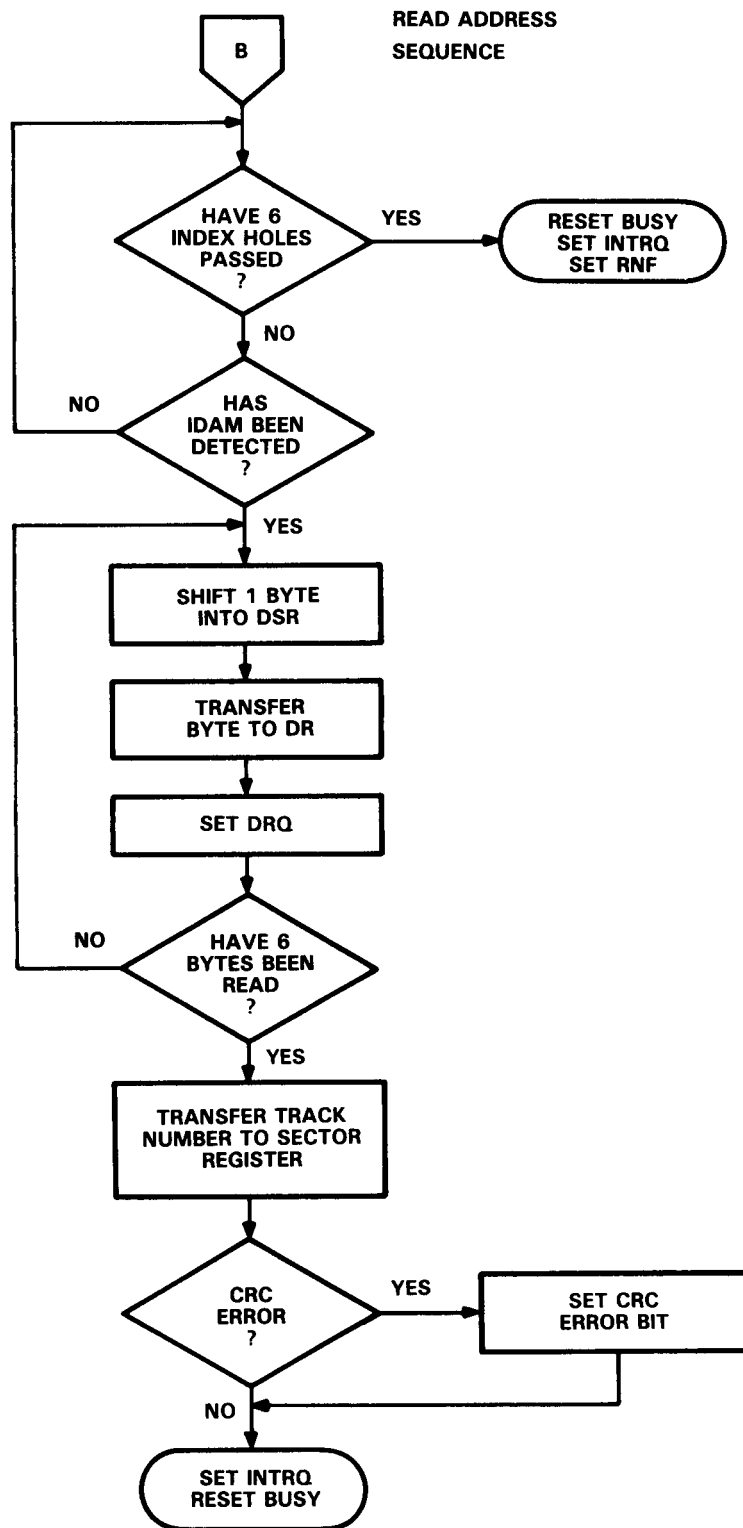 READ ADDRESS
SEQUENCE
B
HAVE 6
INDEX HOLES
PASSED
?
YES
RESET BUSY
SET INTRQ
SET RNF
NO
NO
HAS
IDAM BEEN
DETECTED
?
YES
SHIFT 1 BYTE
INTO DSR
TRANSFER
BYTE TO DR
SET DRQ
NO
HAVE 6
BYTES BEEN
READ
?
YES
TRANSFER TRACK
NUMBER TO SECTOR
REGISTER
CRC
ERROR
?
YES
SET CRC
ERROR BIT
NO
SET INTRQ
RESET BUSY